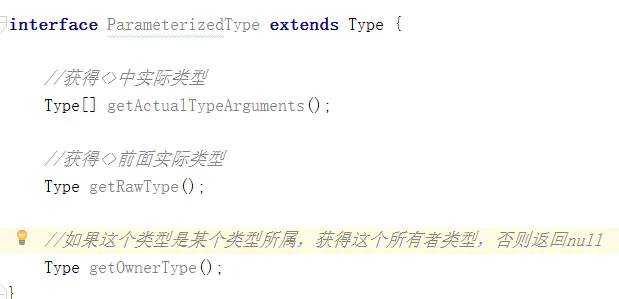 interface ParameterizedType extends Type {
//获得<>中实际类型
Type[] getActualTypeArguments();
//获得<>前面实际类型
Type getRawType();
//如果这个类型是某个类型所属，获得这个所有者类型，否则返回null
Type getOwnerType();
}